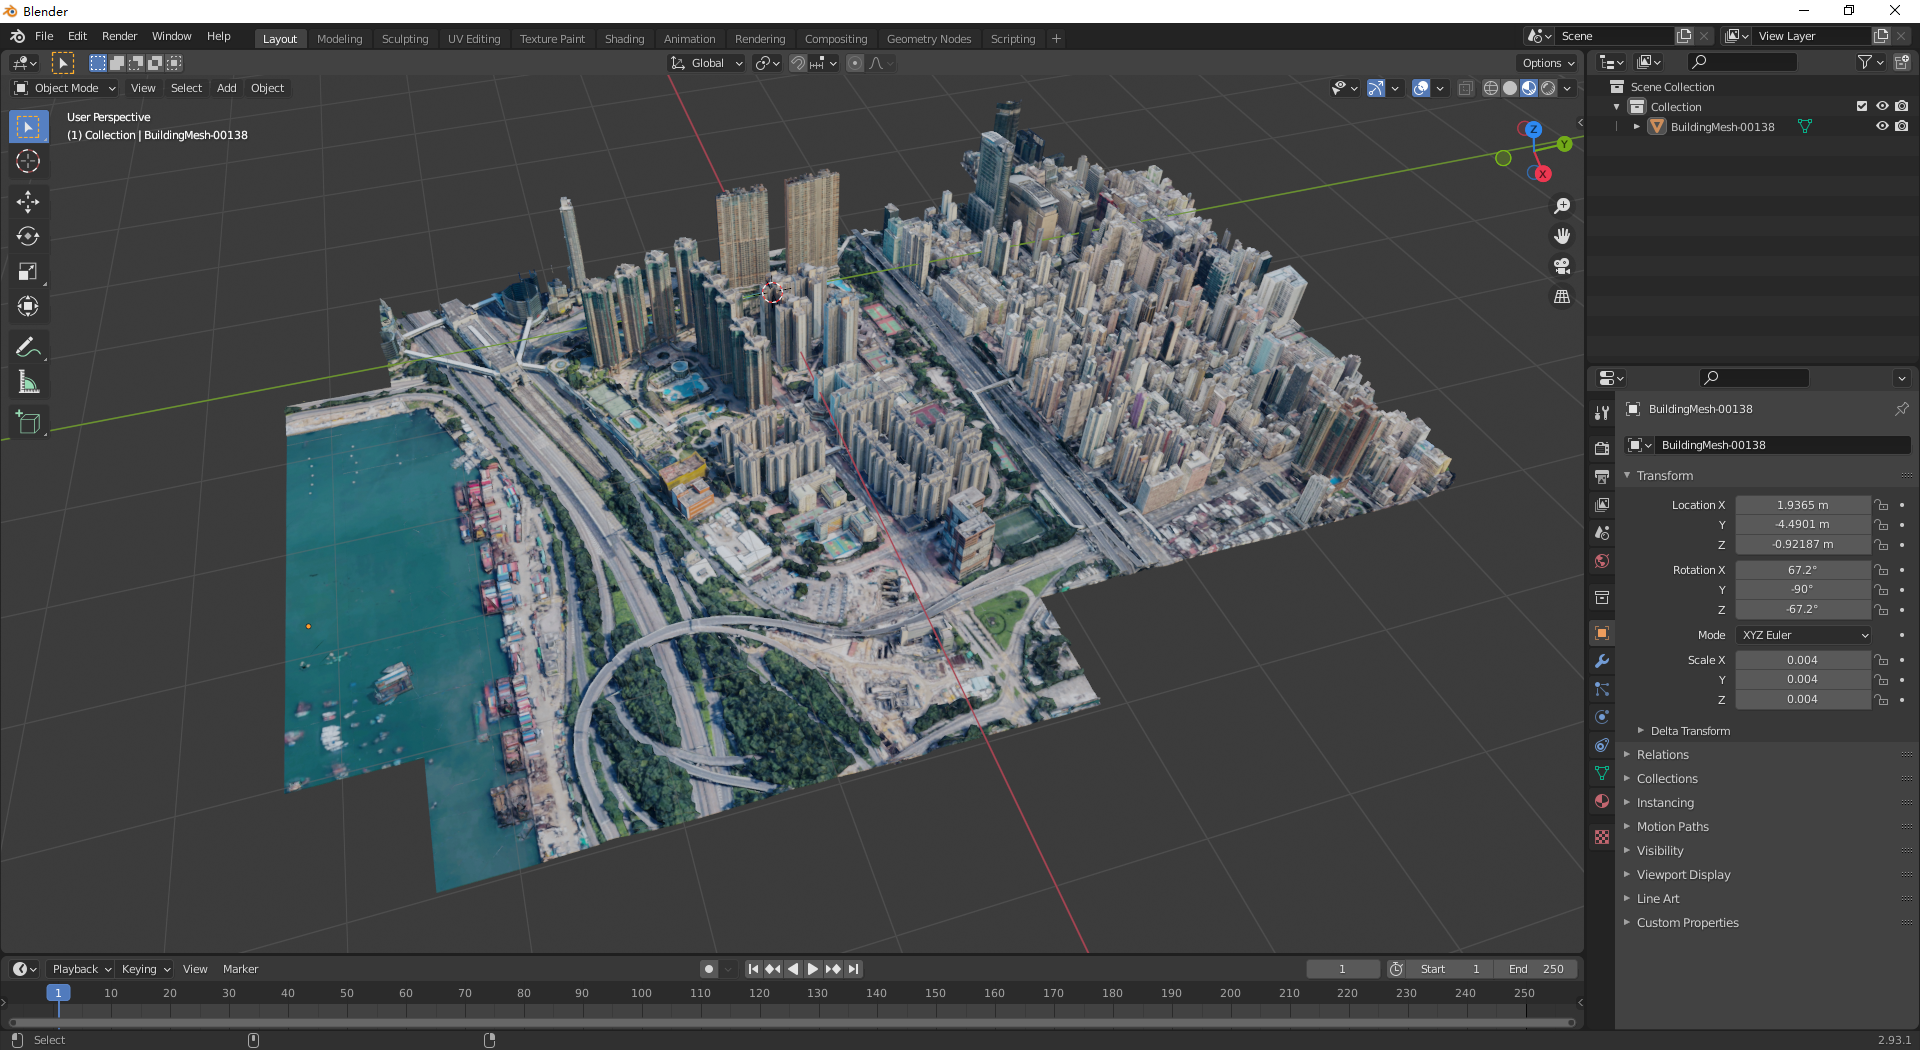 Blender
File Edit Render Window Help
Layout Modeling Sculpting UV Editing Texture Paint Shading Animation Rendering Compositing Geometry Nodes Scripting +
Scene
View Layer
Global
Options
Object Mode View Select Add Object
User Perspective
(1) Collection | BuildingMesh-00138
Z
Y
X
Scene Collection
Collection
BuildingMesh-00138
BuildingMesh-00138
BuildingMesh-00138
Transform
Location X 1.9365 m
Y -4.4901 m
Z -0.92187 m
Rotation X 67.2°
Y -90°
Z -67.2°
Mode XYZ Euler
Scale X 0.004
Y 0.004
Z 0.004
Delta Transform
Relations
Collections
Instancing
Motion Paths
Visibility
Viewport Display
Line Art
Custom Properties
Playback Keying View Marker
1 Start 1 End 250
1 10 20 30 40 50 60 70 80 90 100 110 120 130 140 150 160 170 180 190 200 210 220 230 240 250
Select
2.93.1